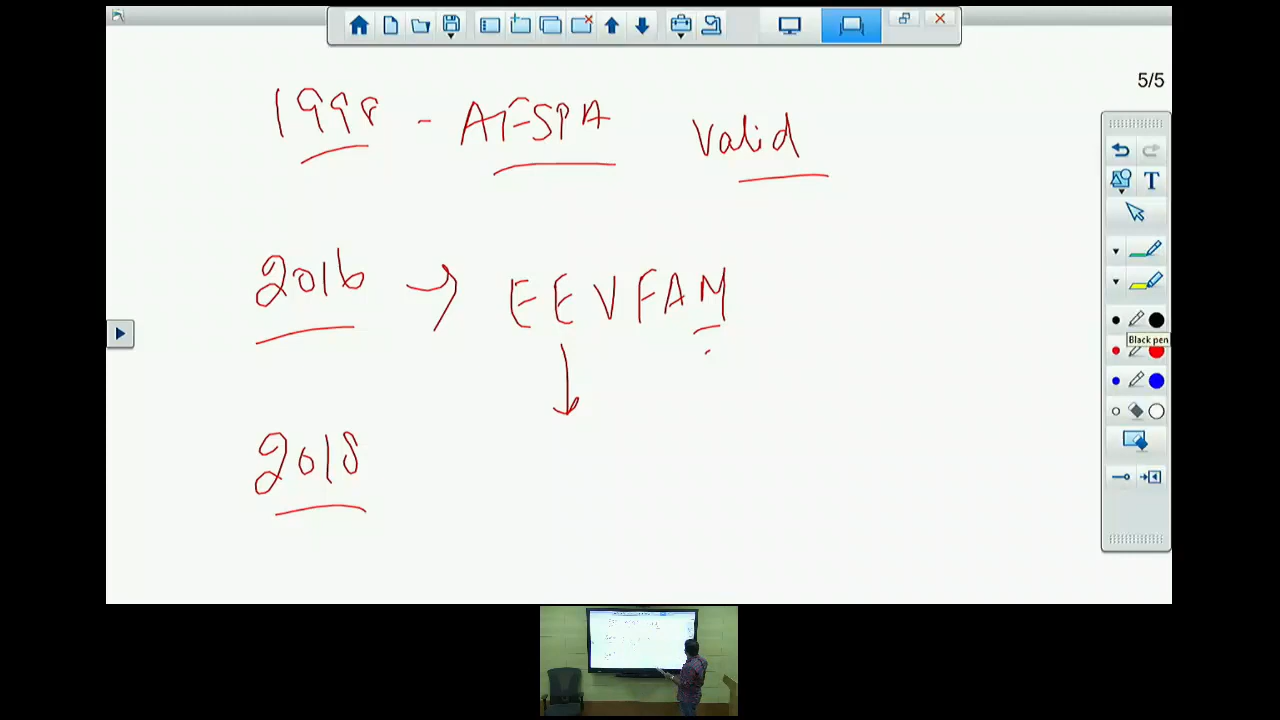 5/5
1998 - AFSPA Valid
T
2016 → EEVFAM
Black pen
2018